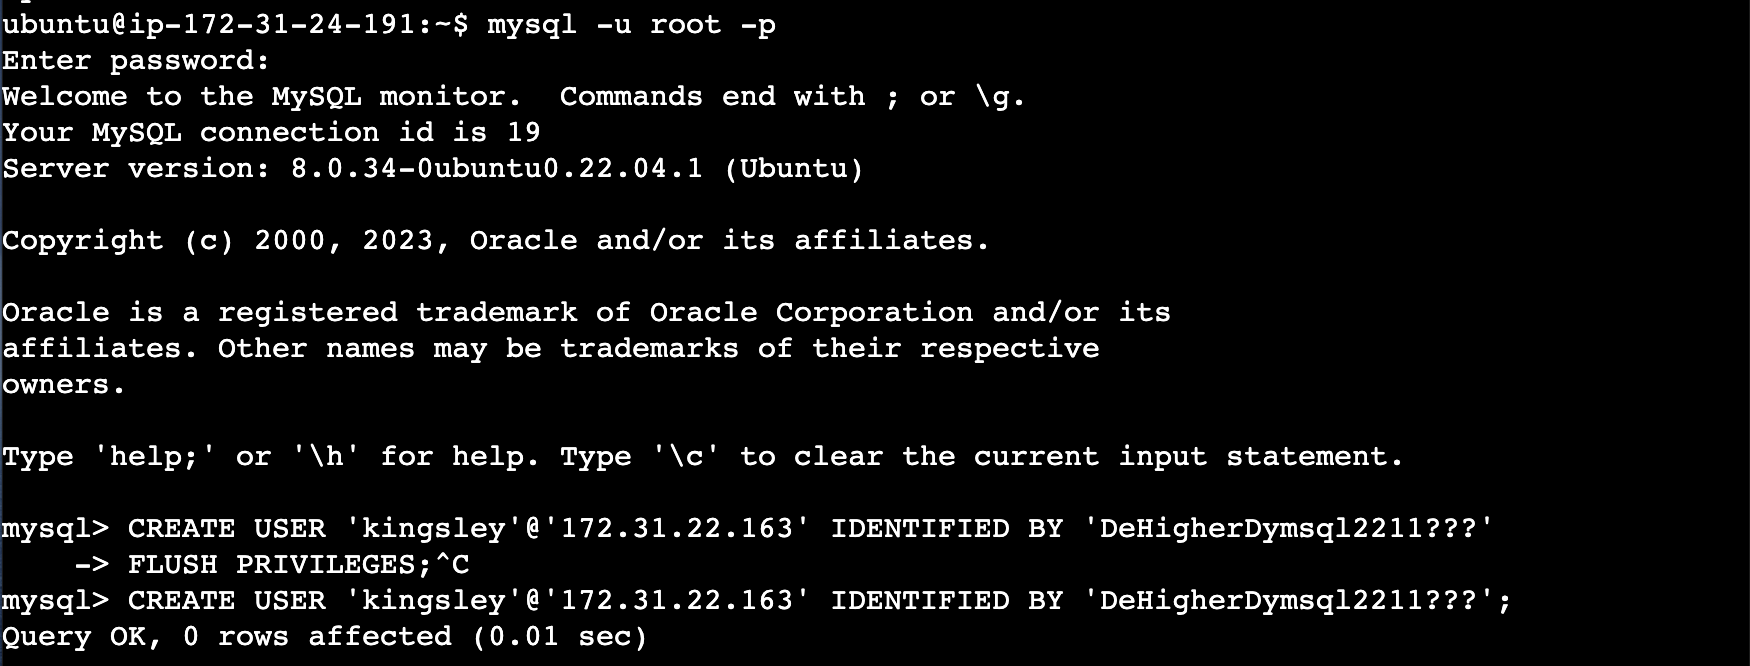 ubuntu@ip-172-31-24-191:~$ mysql -u root -p
Enter password:
Welcome to the MySQL monitor.  Commands end with ; or \g.
Your MySQL connection id is 19
Server version: 8.0.34-0ubuntu0.22.04.1 (Ubuntu)
Copyright (c) 2000, 2023, Oracle and/or its affiliates.
Oracle is a registered trademark of Oracle Corporation and/or its
affiliates. Other names may be trademarks of their respective
owners.
Type 'help;' or '\h' for help. Type '\c' to clear the current input statement.
mysql> CREATE USER 'kingsley'@'172.31.22.163' IDENTIFIED BY 'DeHigherDymsql2211???'
    -> FLUSH PRIVILEGES;^C
mysql> CREATE USER 'kingsley'@'172.31.22.163' IDENTIFIED BY 'DeHigherDymsql2211???';
Query OK, 0 rows affected (0.01 sec)